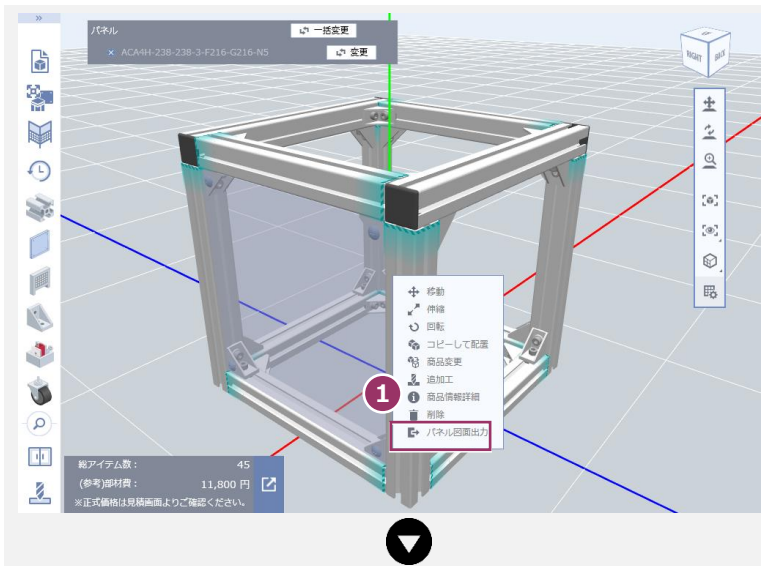 パネル
一括変更
ACA4H-238-238-3-F216-G216-N5
変更
RIGHT
BACK
移動
伸縮
回転
コピーして配置
商品変更
追加工
1
商品情報詳細
削除
パネル図面出力
総アイテム数： 45
(参考)部材費： 11,800 円
※正式価格は見積画面よりご確認ください。